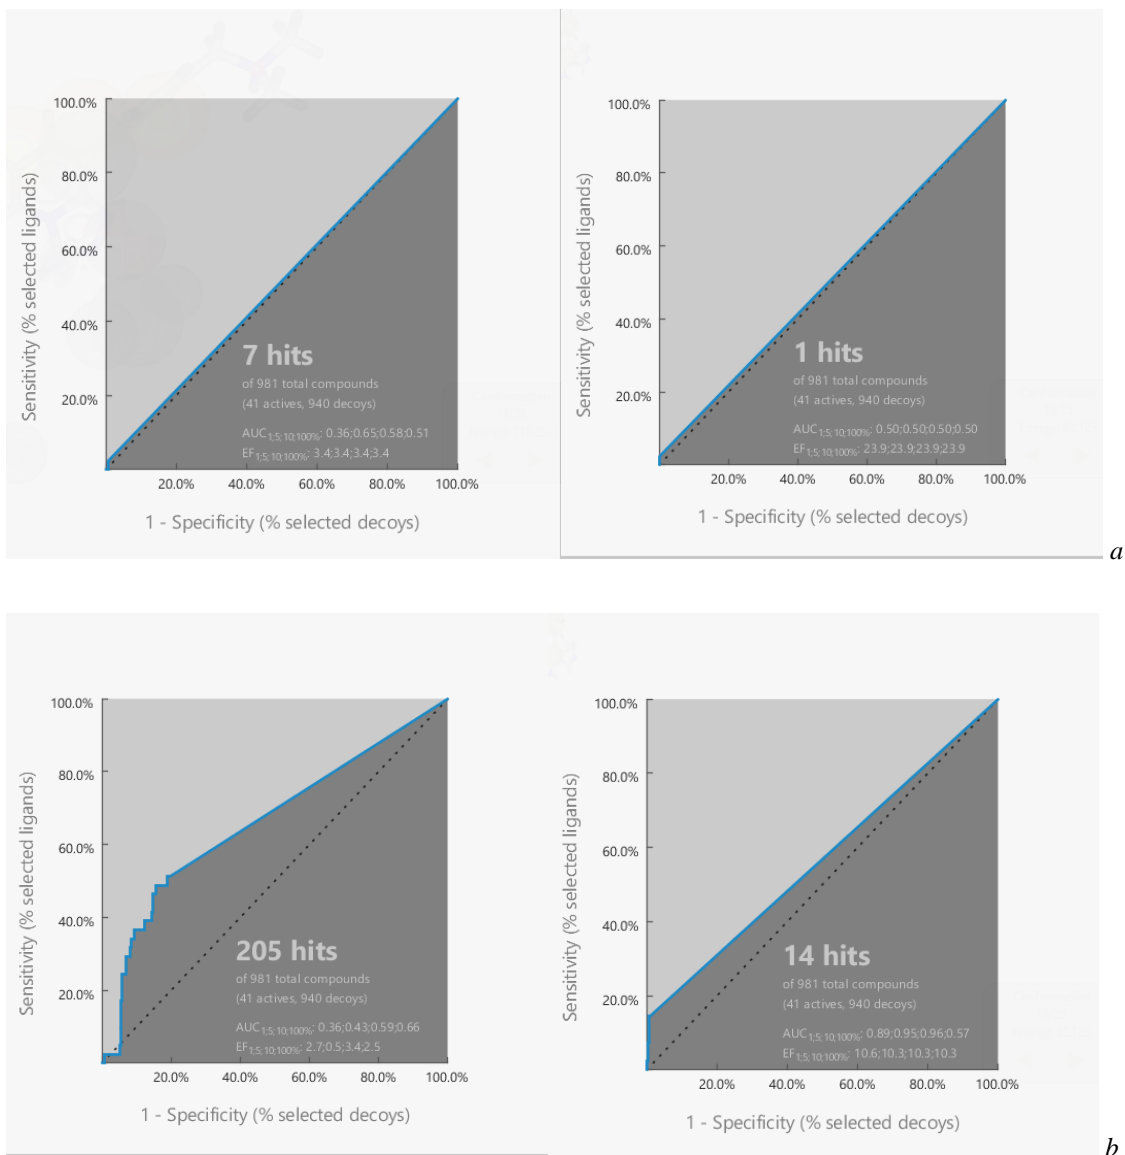 Sensitivity (% selected ligands)
100.0%
80.0%
60.0%
40.0%
20.0%
7 hits
of 981 total compounds
(41 actives, 940 decoys)
AUC1;5;10;100%: 0.36;0.65;0.58;0.51
EF1;5;10;100%: 3.4;3.4;3.4;3.4
20.0% 40.0% 60.0% 80.0% 100.0%
1 - Specificity (% selected decoys)
Sensitivity (% selected ligands)
100.0%
80.0%
60.0%
40.0%
20.0%
1 hits
of 981 total compounds
(41 actives, 940 decoys)
AUC1;5;10;100%: 0.50;0.50;0.50;0.50
EF1;5;10;100%: 23.9;23.9;23.9;23.9
20.0% 40.0% 60.0% 80.0% 100.0%
1 - Specificity (% selected decoys)
a
Sensitivity (% selected ligands)
100.0%
80.0%
60.0%
40.0%
20.0%
205 hits
of 981 total compounds
(41 actives, 940 decoys)
AUC1;5;10;100%: 0.36;0.43;0.59;0.66
EF1;5;10;100%: 2.7;0.5;3.4;2.5
20.0% 40.0% 60.0% 80.0% 100.0%
1 - Specificity (% selected decoys)
Sensitivity (% selected ligands)
100.0%
80.0%
60.0%
40.0%
20.0%
14 hits
of 981 total compounds
(41 actives, 940 decoys)
AUC1;5;10;100%: 0.89;0.95;0.96;0.57
EF1;5;10;100%: 10.6;10.3;10.3;10.3
20.0% 40.0% 60.0% 80.0% 100.0%
1 - Specificity (% selected decoys)
b